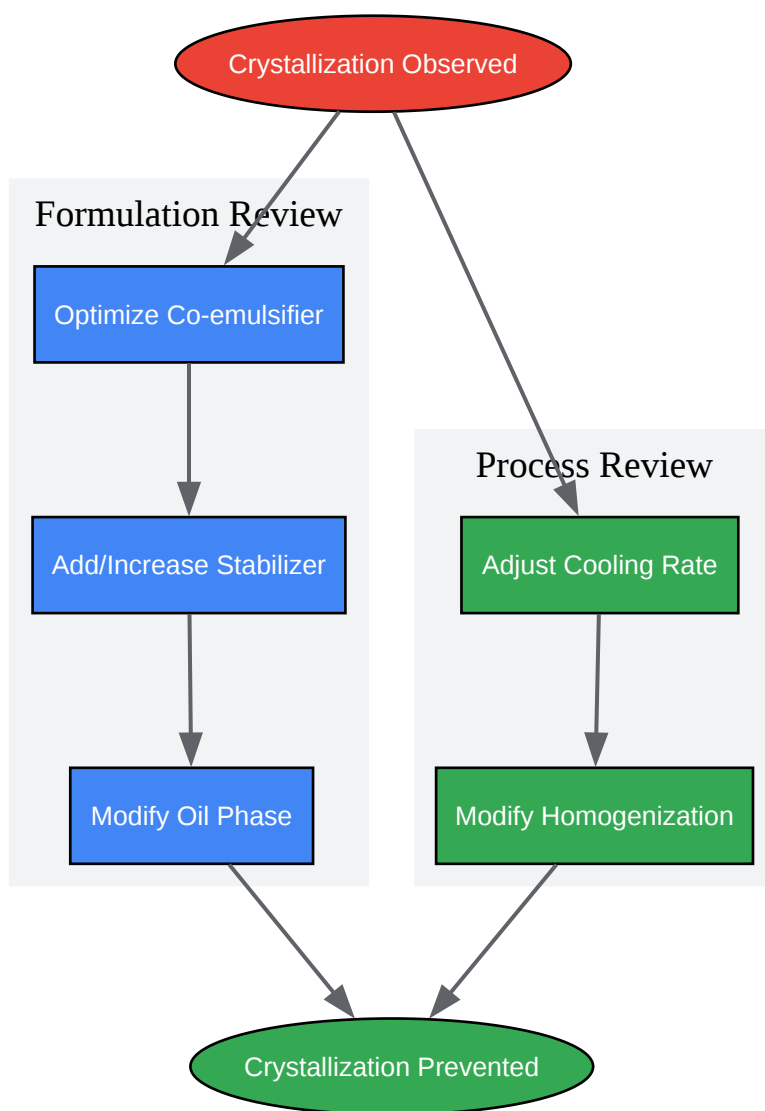 Crystallization Observed
Formulation Review
Optimize Co-emulsifier
Add/Increase Stabilizer
Modify Oil Phase
Process Review
Adjust Cooling Rate
Modify Homogenization
Crystallization Prevented